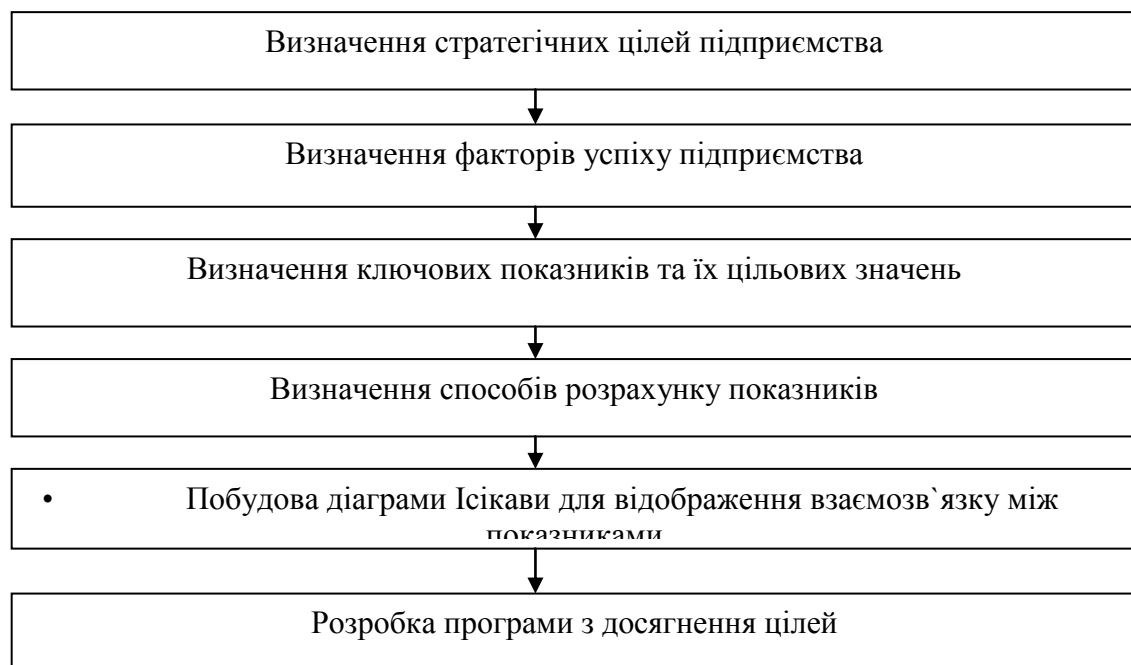 Визначення стратегічних цілей підприємства
Визначення факторів успіху підприємства
Визначення ключових показників та їх цільових значень
Визначення способів розрахунку показників
• Побудова діаграми Ісікави для відображення взаємозв`язку між
показниками
Розробка програми з досягнення цілей